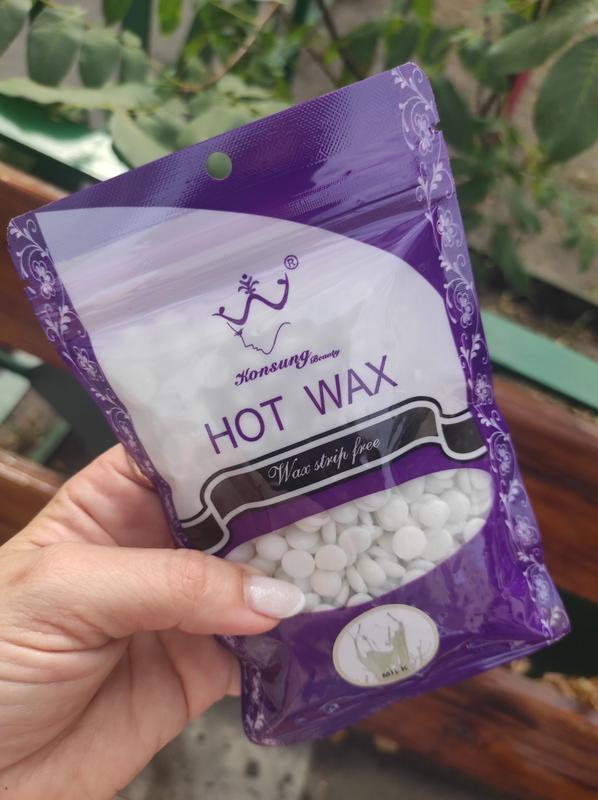 ®
Konsung Beauty
HOT WAX
Wax strip free
MILK